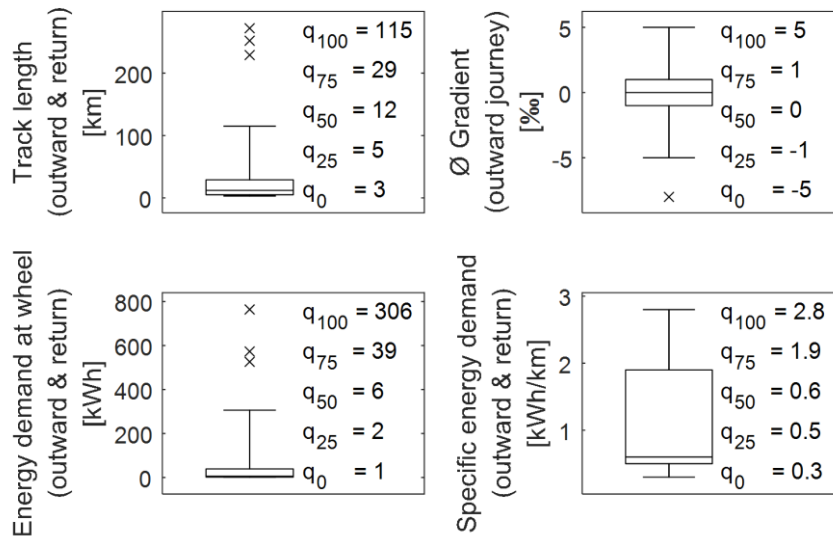 Track length
(outward & return)
[km]
200
100
0
q100 = 115
q75 = 29
q50 = 12
q25 = 5
q0 = 3
Ø Gradient
(outward journey)
[‰]
5
0
-5
q100 = 5
q75 = 1
q50 = 0
q25 = -1
q0 = -5
Energy demand at wheel
(outward & return)
[kWh]
800
600
400
200
0
q100 = 306
q75 = 39
q50 = 6
q25 = 2
q0 = 1
Specific energy demand
(outward & return)
[kWh/km]
3
2
1
q100 = 2.8
q75 = 1.9
q50 = 0.6
q25 = 0.5
q0 = 0.3